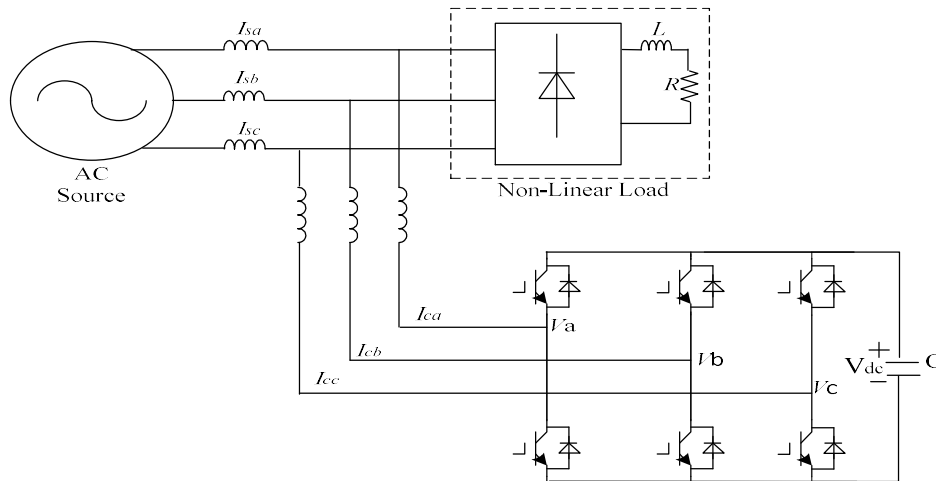 Isa
L
Isb
R
Isc
AC
Source
Non-Linear Load
Ica
Va
Icb
Vb
Vdc
+
−
C
Icc
Vc